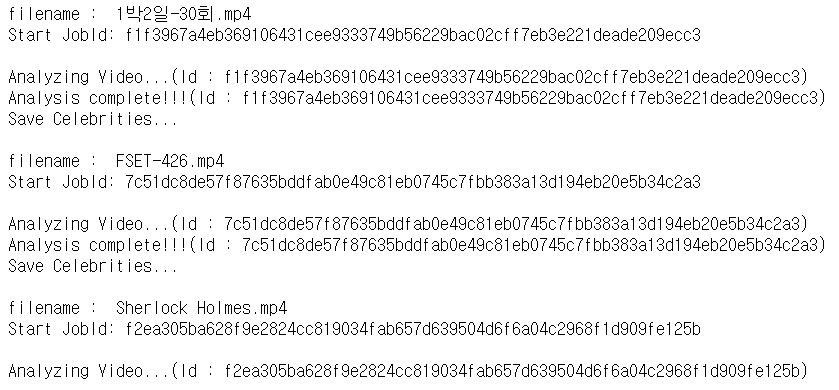 filename :  1박2일-30회.mp4
Start JobId: f1f3967a4eb369106431cee9333749b56229bac02cff7eb3e221deade209ecc3
Analyzing Video...(Id : f1f3967a4eb369106431cee9333749b56229bac02cff7eb3e221deade209ecc3)
Analysis complete!!!(Id : f1f3967a4eb369106431cee9333749b56229bac02cff7eb3e221deade209ecc3)
Save Celebrities...
filename :  FSET-426.mp4
Start JobId: 7c51dc8de57f87635bddfab0e49c81eb0745c7fbb383a13d194eb20e5b34c2a3
Analyzing Video...(Id : 7c51dc8de57f87635bddfab0e49c81eb0745c7fbb383a13d194eb20e5b34c2a3)
Analysis complete!!!(Id : 7c51dc8de57f87635bddfab0e49c81eb0745c7fbb383a13d194eb20e5b34c2a3)
Save Celebrities...
filename :  Sherlock Holmes.mp4
Start JobId: f2ea305ba628f9e2824cc819034fab657d639504d6f6a04c2968f1d909fe125b
Analyzing Video...(Id : f2ea305ba628f9e2824cc819034fab657d639504d6f6a04c2968f1d909fe125b)